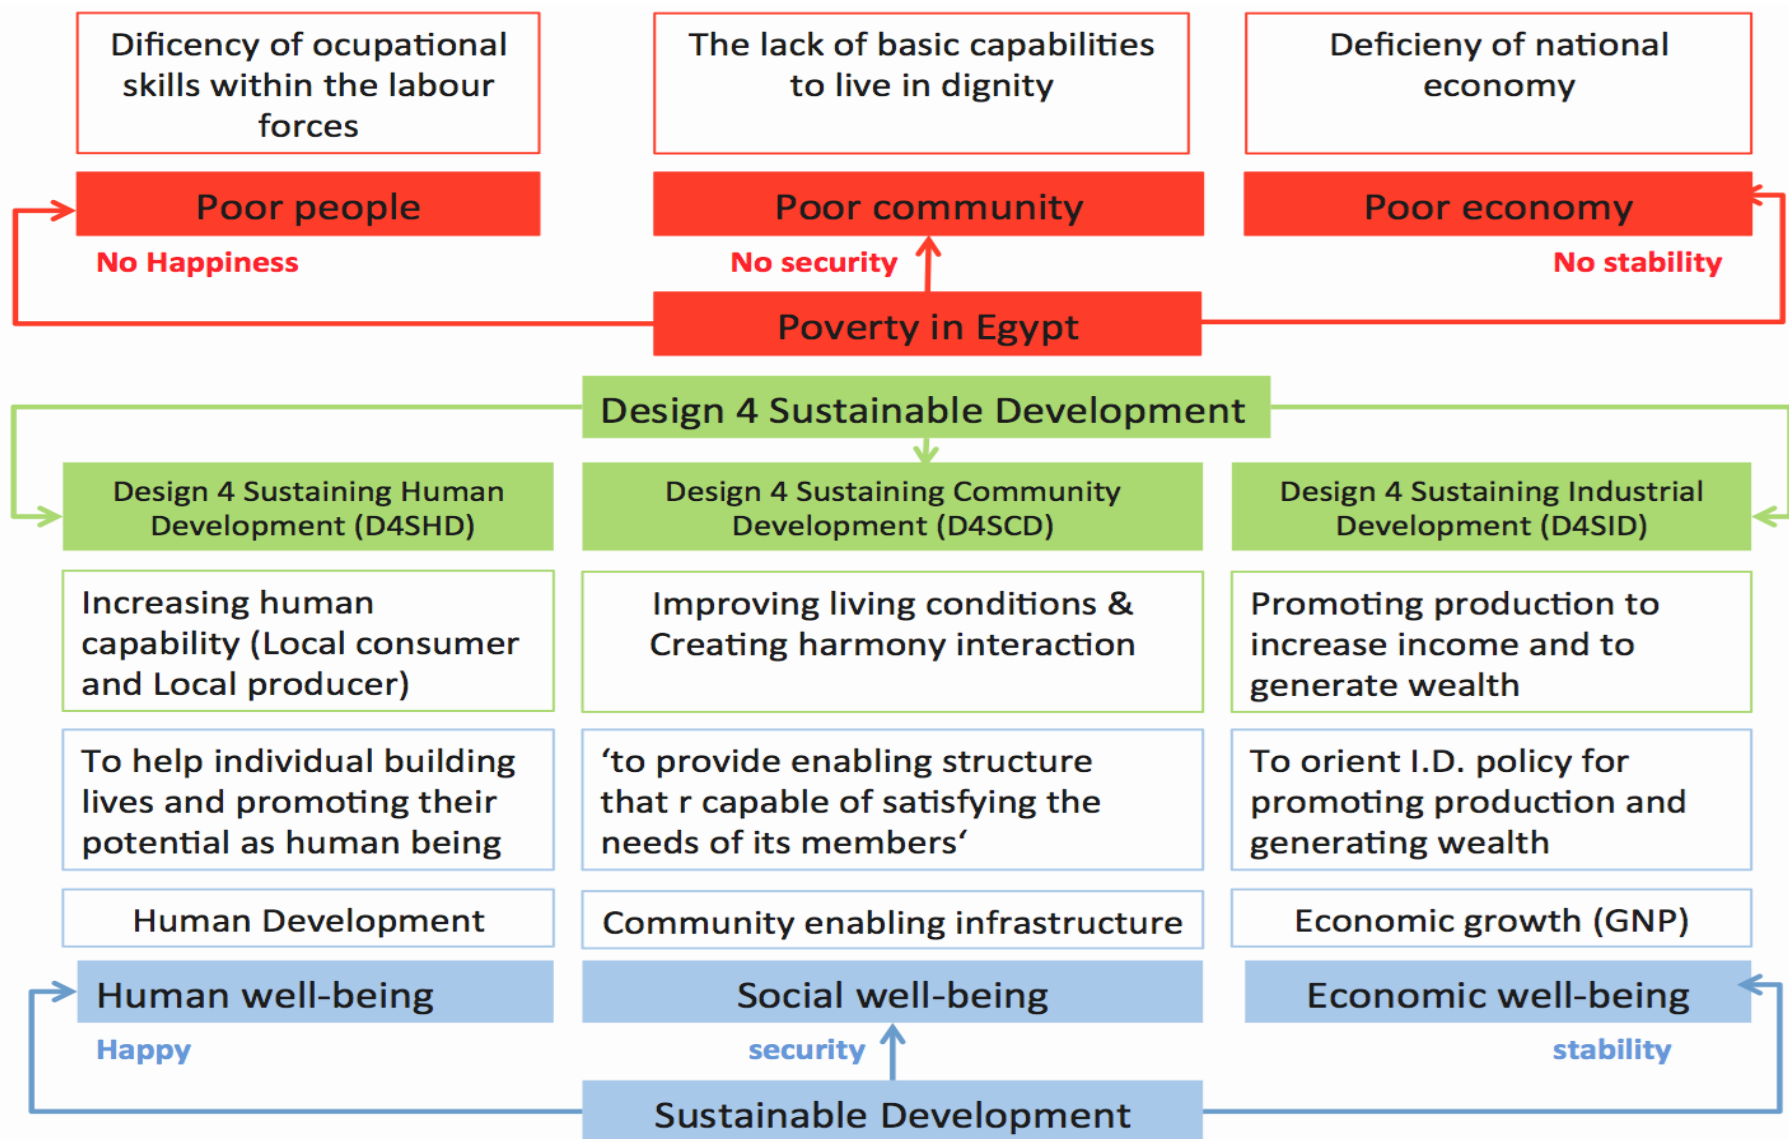 Dificency of ocupational
skills within the labour
forces
The lack of basic capabilities
to live in dignity
Deficieny of national
economy
Poor people
Poor community
Poor economy
No Happiness
No security
No stability
Poverty in Egypt
Design 4 Sustainable Development
Design 4 Sustaining Human
Development (D4SHD)
Design 4 Sustaining Community
Development (D4SCD)
Design 4 Sustaining Industrial
Development (D4SID)
Increasing human
capability (Local consumer
and Local producer)
Improving living conditions &
Creating harmony interaction
Promoting production to
increase income and to
generate wealth
To help individual building
lives and promoting their
potential as human being
‘to provide enabling structure
that r capable of satisfying the
needs of its members‘
To orient I.D. policy for
promoting production and
generating wealth
Human Development
Community enabling infrastructure
Economic growth (GNP)
Human well-being
Social well-being
Economic well-being
Happy
security
stability
Sustainable Development